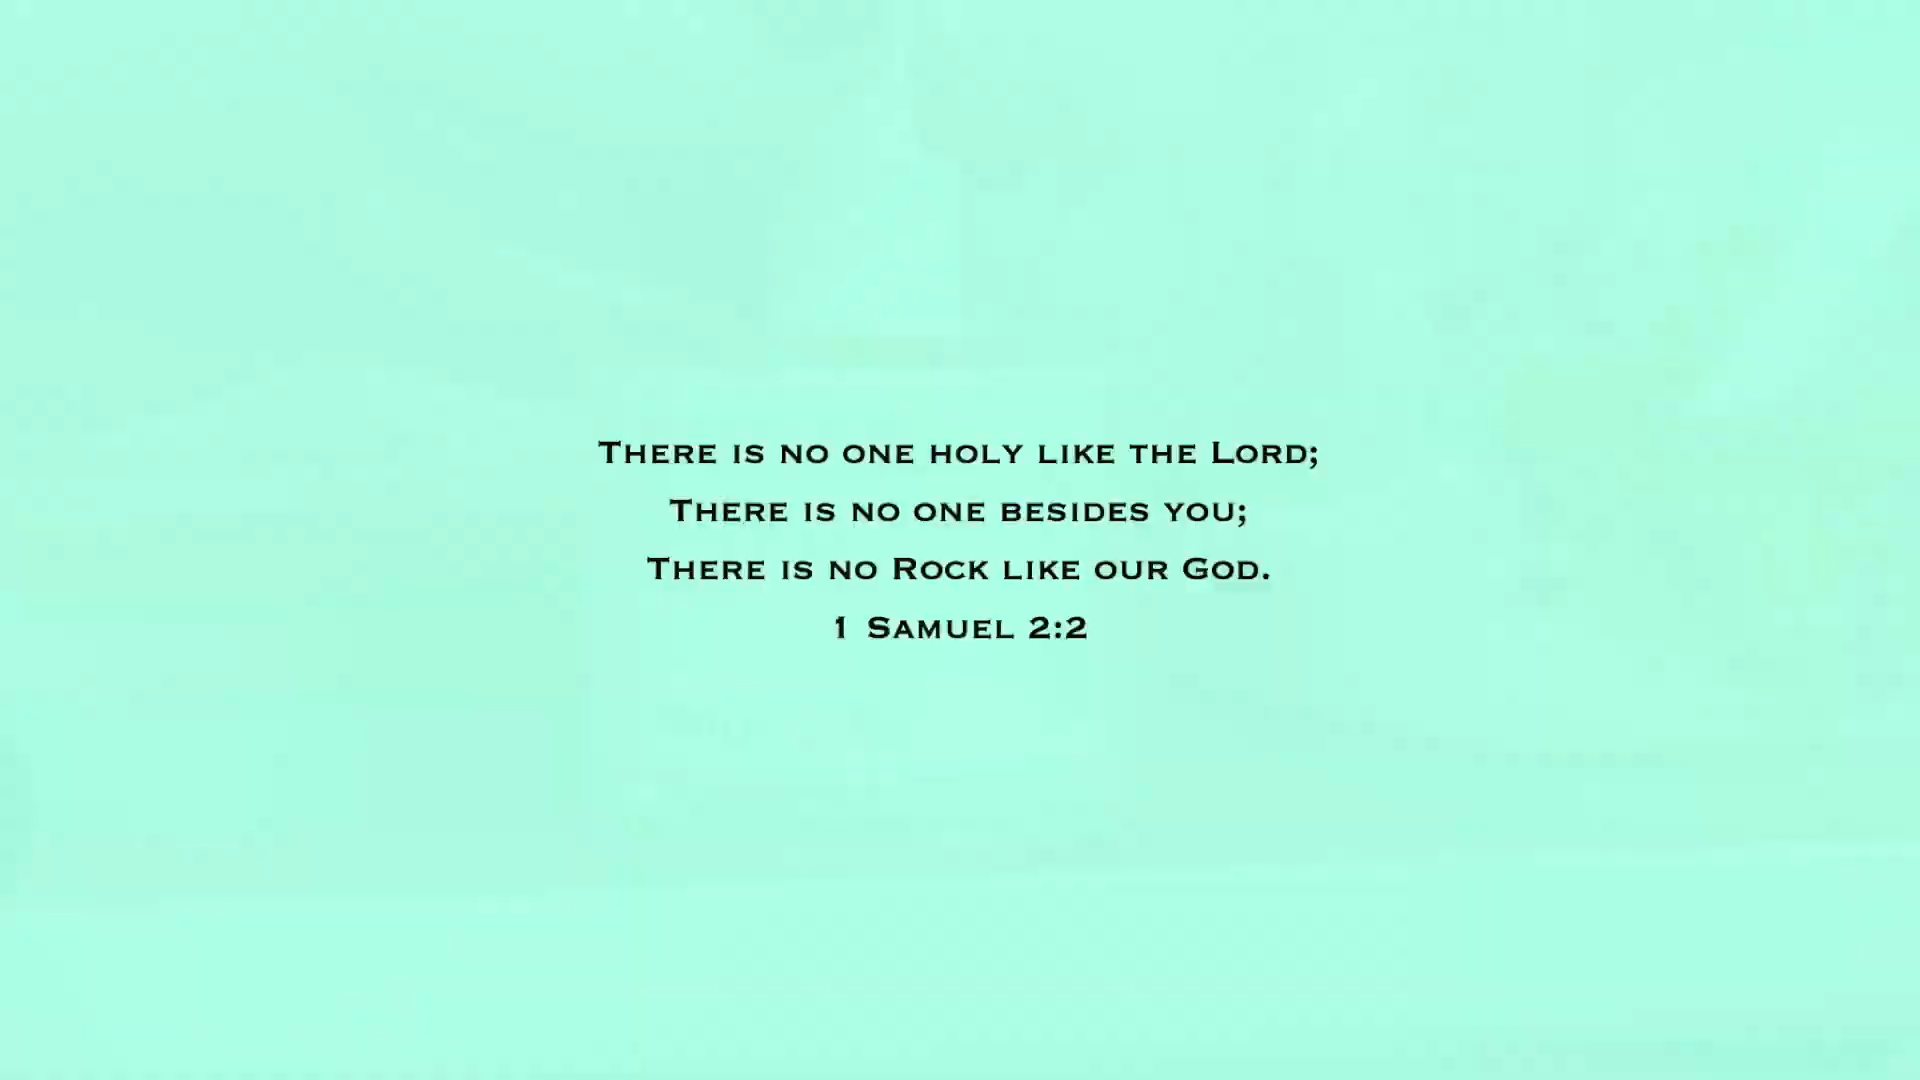 There is no one holy like the Lord;
There is no one besides you;
There is no Rock like our God.
1 Samuel 2:2